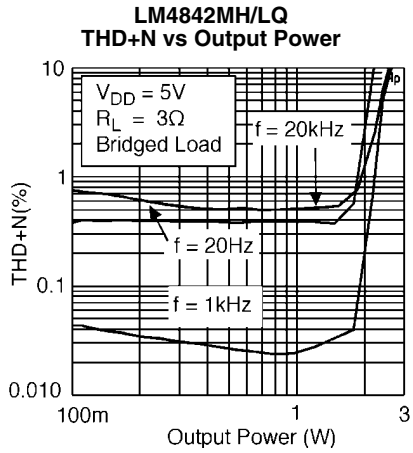 LM4842MH/LQ
THD+N vs Output Power
10
V_DD = 5V
R_L = 3Ω
Bridged Load
f = 20kHz
Ap
1
THD+N(%)
f = 20Hz
0.1
f = 1kHz
0.010
100m
1
3
Output Power (W)